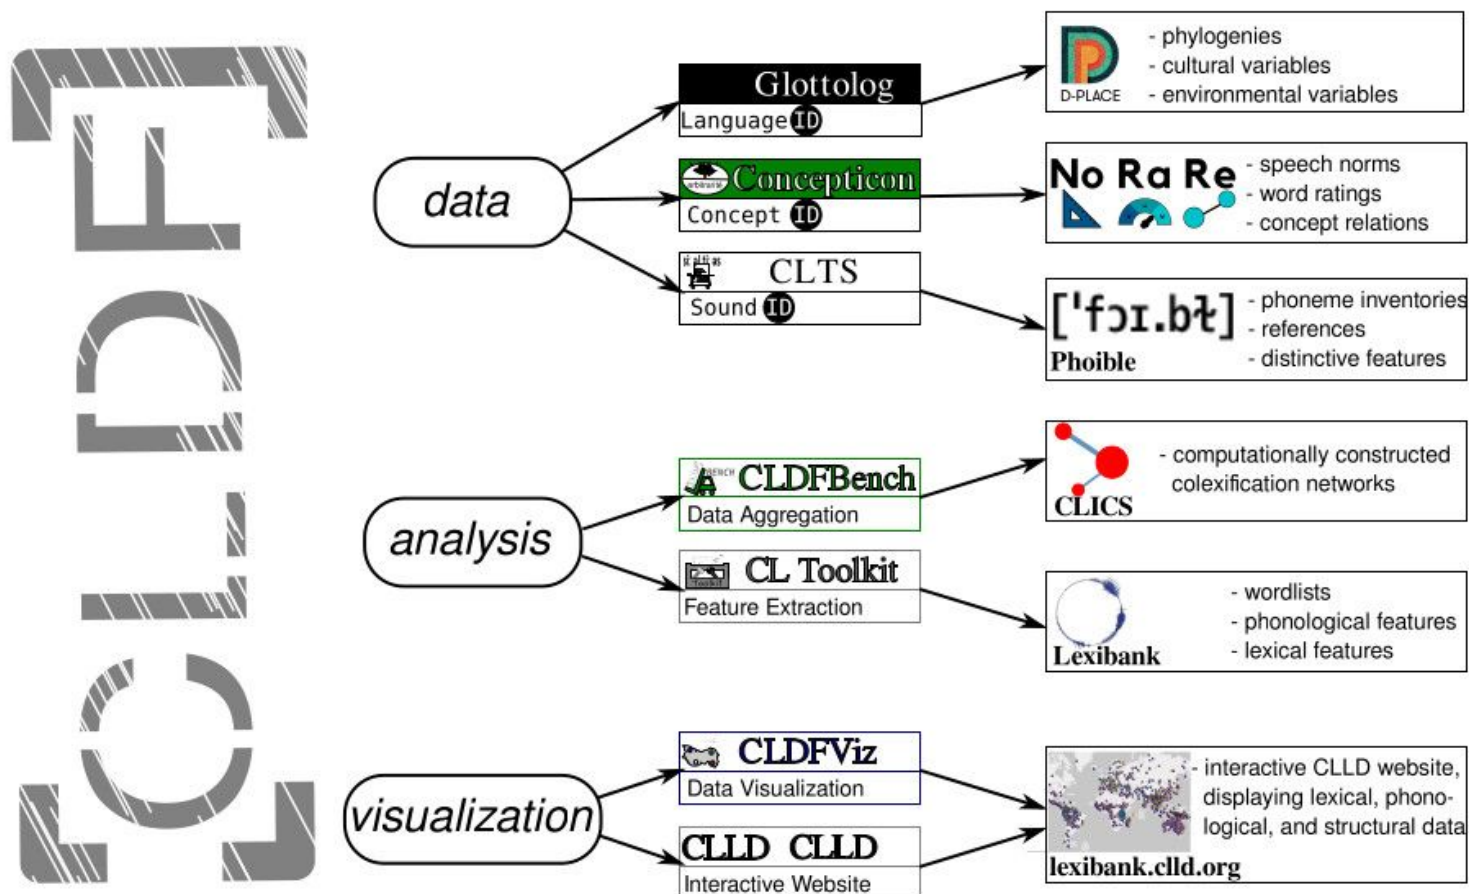 [CLDF]
data
Glottolog
Language ID
Concepticon
Concept ID
CLTS
Sound ID
D-PLACE
- phylogenies
- cultural variables
- environmental variables
No Ra Re
- speech norms
- word ratings
- concept relations
[ˈfɔɪ.bɫ]
Phoible
- phoneme inventories
- references
- distinctive features
analysis
BENCH
CLDFBench
Data Aggregation
CL Toolkit
Toolkit
Feature Extraction
CLICS
- computationally constructed
colexification networks
Lexibank
- wordlists
- phonological features
- lexical features
visualization
CLDFViz
Data Visualization
CLLD CLLD
Interactive Website
- interactive CLLD website,
displaying lexical, phono-
logical, and structural data
lexibank.clld.org